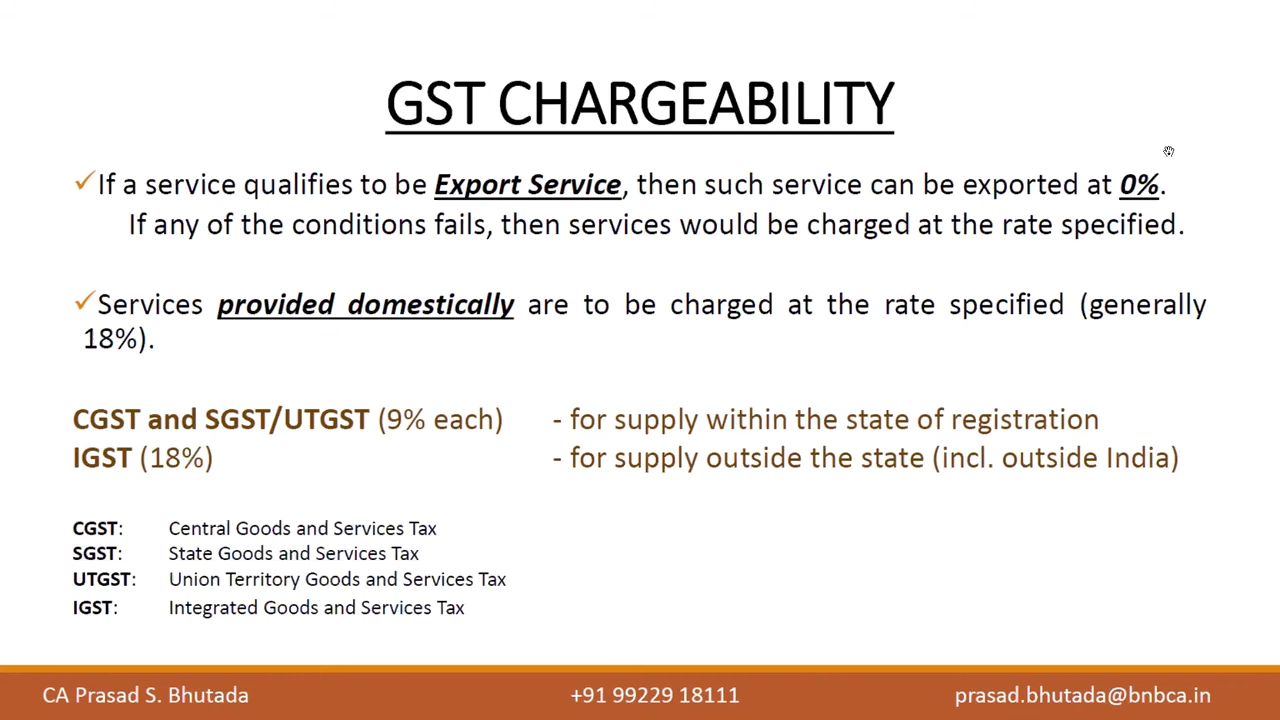 GST CHARGEABILITY
✓If a service qualifies to be Export Service, then such service can be exported at 0%.
If any of the conditions fails, then services would be charged at the rate specified.
✓Services provided domestically are to be charged at the rate specified (generally
18%).
CGST and SGST/UTGST (9% each) - for supply within the state of registration
IGST (18%) - for supply outside the state (incl. outside India)
CGST: Central Goods and Services Tax
SGST: State Goods and Services Tax
UTGST: Union Territory Goods and Services Tax
IGST: Integrated Goods and Services Tax
CA Prasad S. Bhutada +91 99229 18111 prasad.bhutada@bnbca.in